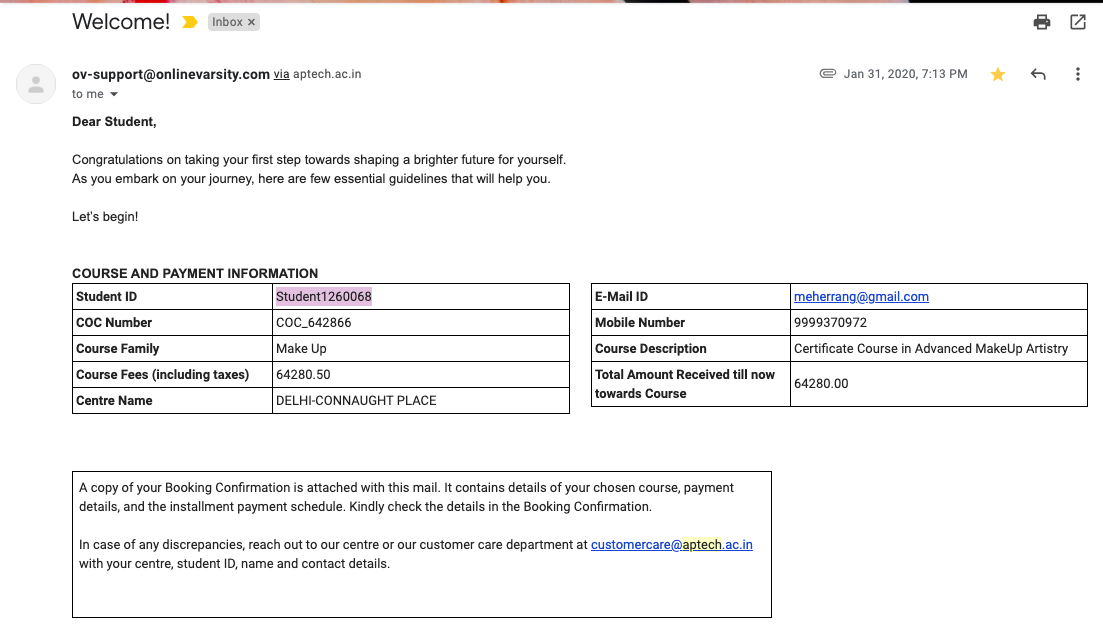 Welcome! Inbox ×
ov-support@onlinevarsity.com via aptech.ac.in
Jan 31, 2020, 7:13 PM
to me
Dear Student,
Congratulations on taking your first step towards shaping a brighter future for yourself.
As you embark on your journey, here are few essential guidelines that will help you.
Let's begin!
COURSE AND PAYMENT INFORMATION
Student ID Student1260068
COC Number COC_642866
Course Family Make Up
Course Fees (including taxes) 64280.50
Centre Name DELHI-CONNAUGHT PLACE
E-Mail ID meherrang@gmail.com
Mobile Number 9999370972
Course Description Certificate Course in Advanced MakeUp Artistry
Total Amount Received till now
towards Course 64280.00
A copy of your Booking Confirmation is attached with this mail. It contains details of your chosen course, payment
details, and the installment payment schedule. Kindly check the details in the Booking Confirmation.
In case of any discrepancies, reach out to our centre or our customer care department at customercare@aptech.ac.in
with your centre, student ID, name and contact details.